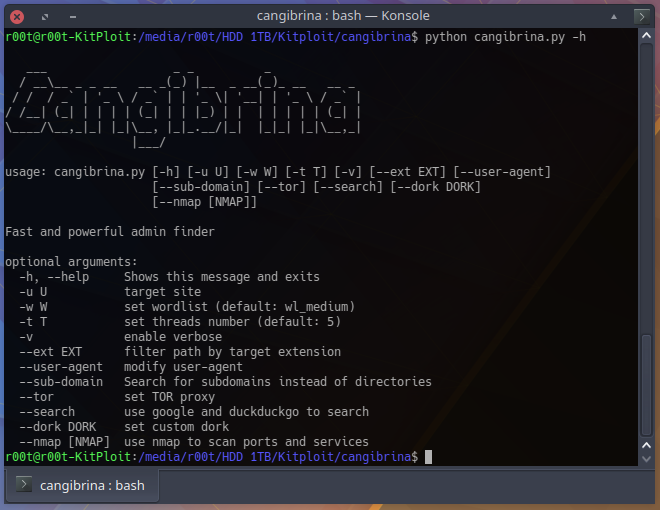 cangibrina : bash — Konsole
r00t@r00t-KitPloit:/media/r00t/HDD 1TB/Kitploit/cangibrina$ python cangibrina.py -h
cangibrina
usage: cangibrina.py [-h] [-u U] [-w W] [-t T] [-v] [--ext EXT] [--user-agent]
[--sub-domain] [--tor] [--search] [--dork DORK]
[--nmap [NMAP]]
Fast and powerful admin finder
optional arguments:
-h, --help Shows this message and exits
-u U target site
-w W set wordlist (default: wl_medium)
-t T set threads number (default: 5)
-v enable verbose
--ext EXT filter path by target extension
--user-agent modify user-agent
--sub-domain Search for subdomains instead of directories
--tor set TOR proxy
--search use google and duckduckgo to search
--dork DORK set custom dork
--nmap [NMAP] use nmap to scan ports and services
r00t@r00t-KitPloit:/media/r00t/HDD 1TB/Kitploit/cangibrina$
cangibrina : bash